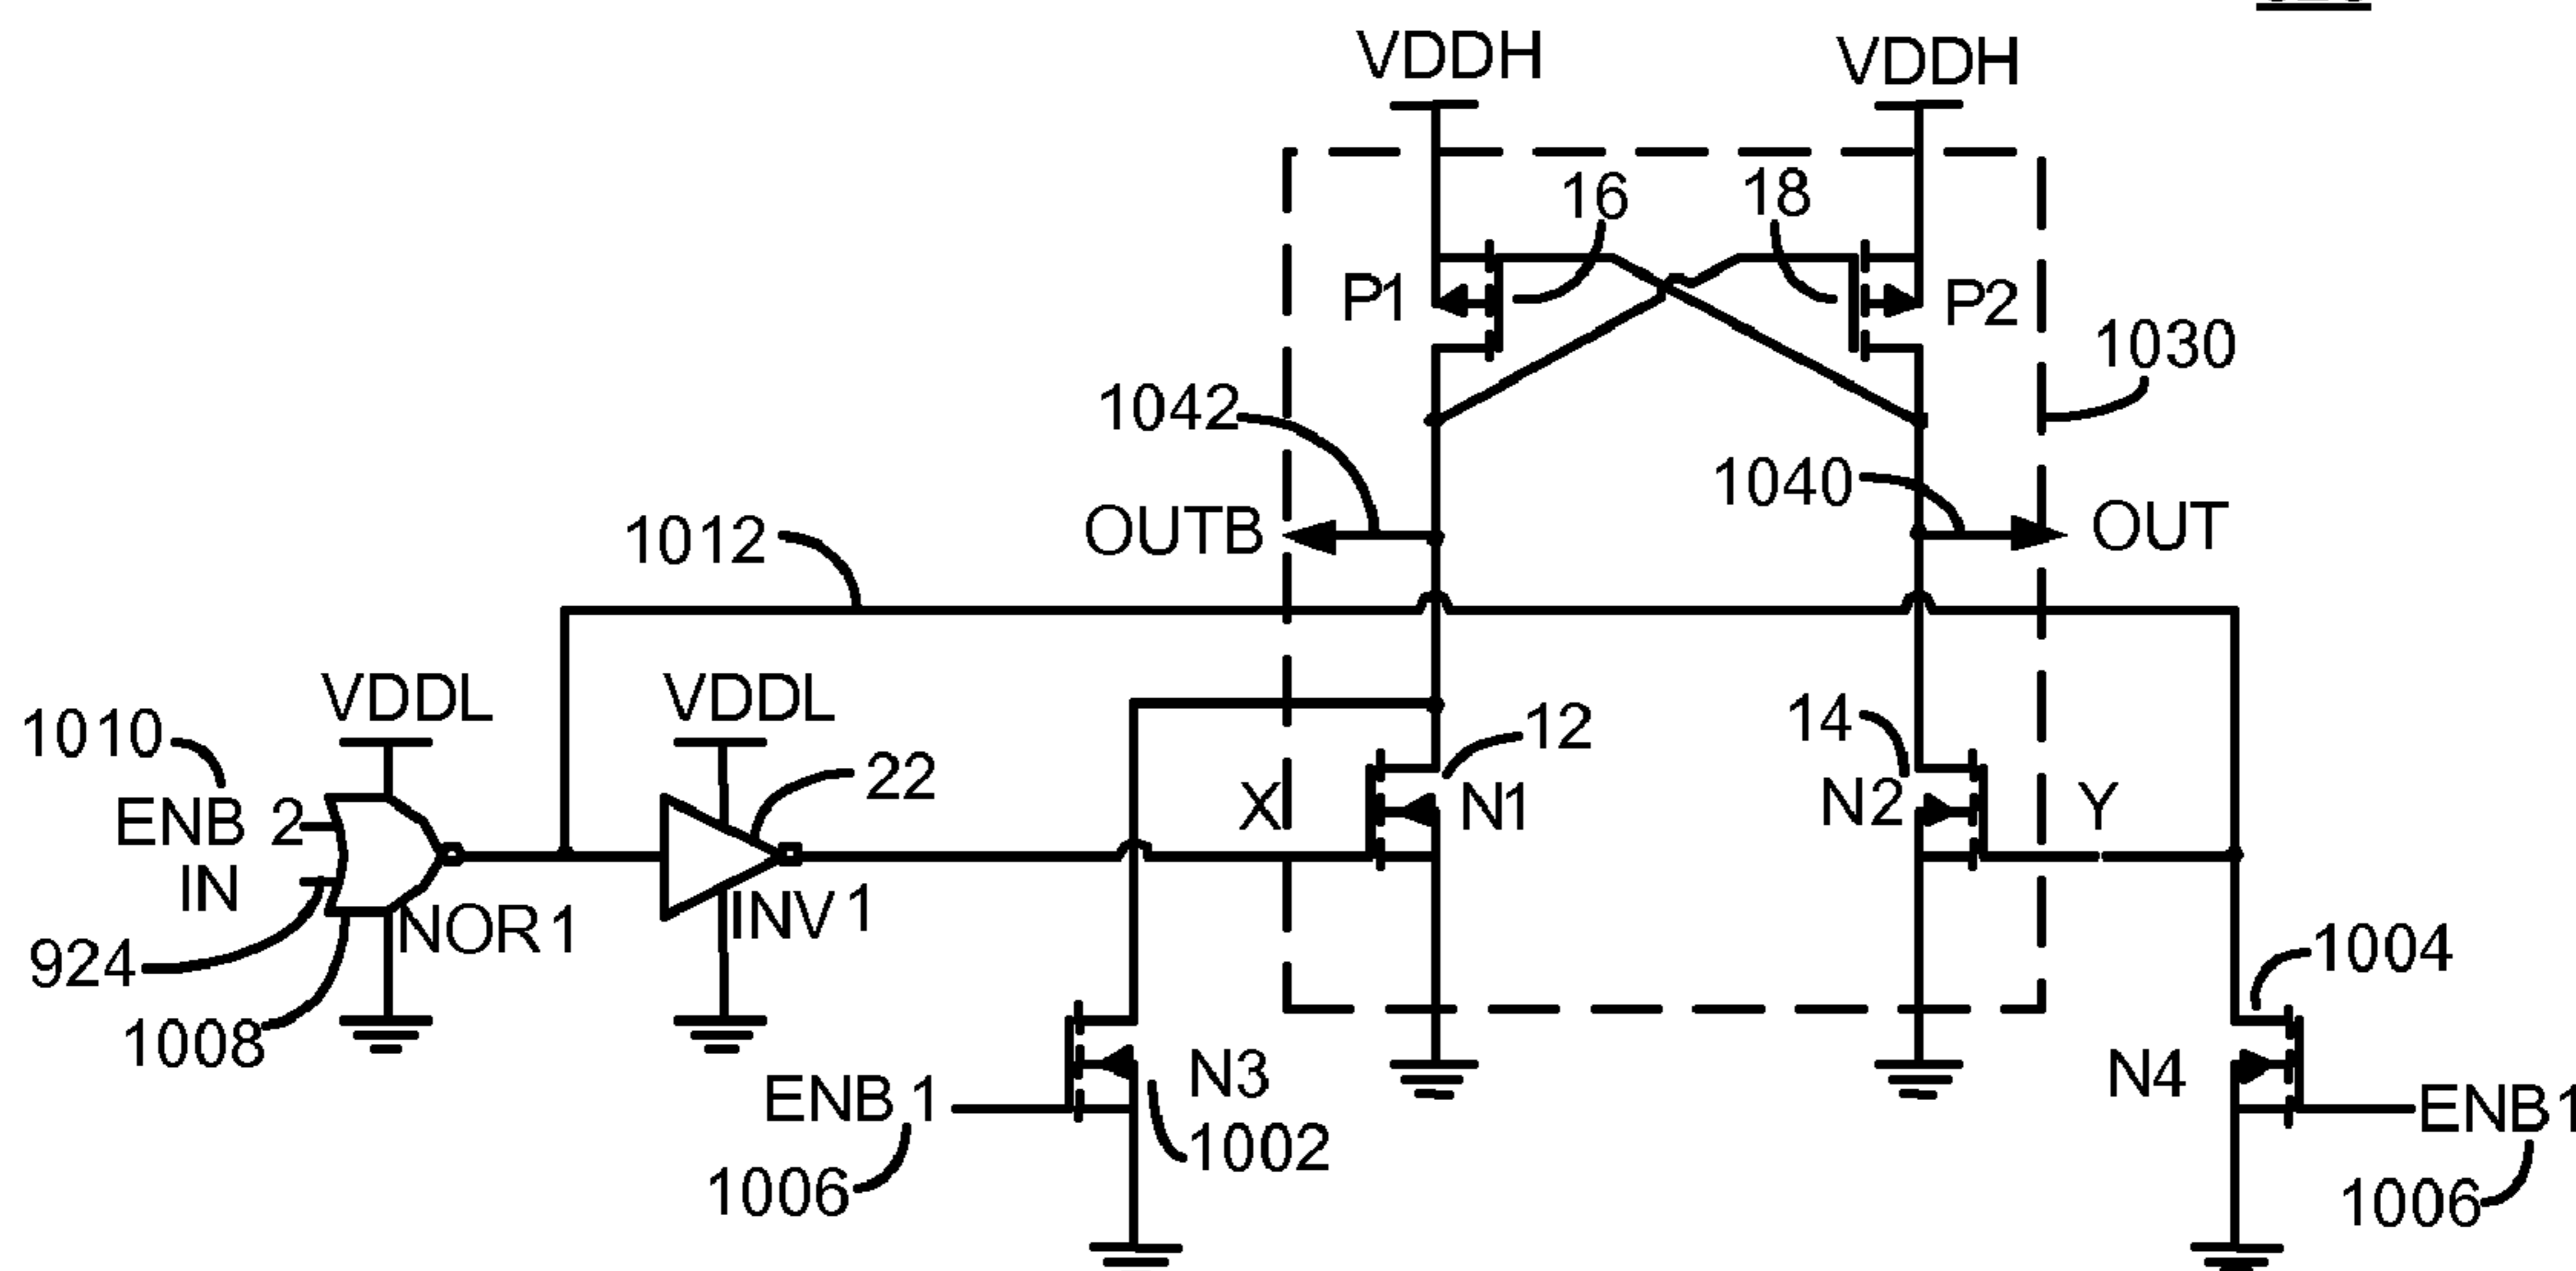 VDDH
VDDH
16
18
P1
P2
1030
1042
1040
OUTB
OUT
1012
VDDL
VDDL
1010
22
12
14
ENB 2
X
N1
N2
Y
IN
NOR1
INV1
924
1004
1008
N3
N4
ENB 1
ENB1
1002
1006
1006